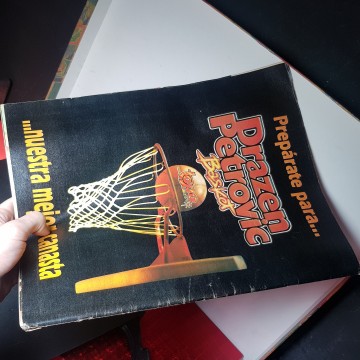 Prepárate para...
Drazen
Petrovic
Basket
...nuestra mejor canasta